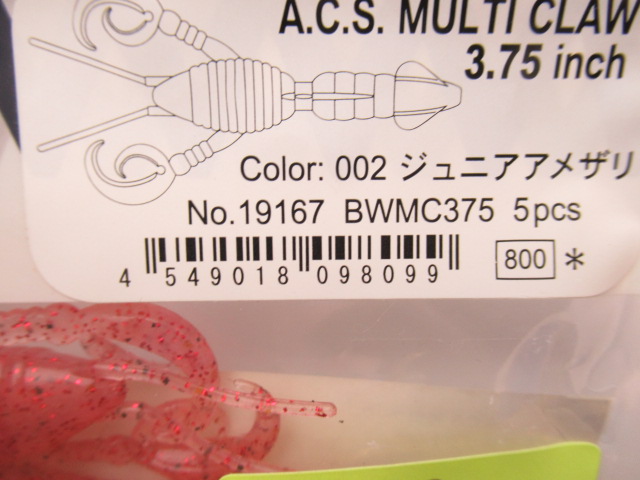 A.C.S. MULTI CLAW
3.75 inch
Color: 002 ジュニアアメザリ
No.19167 BWMC375 5pcs
4 549018 098099
800 *